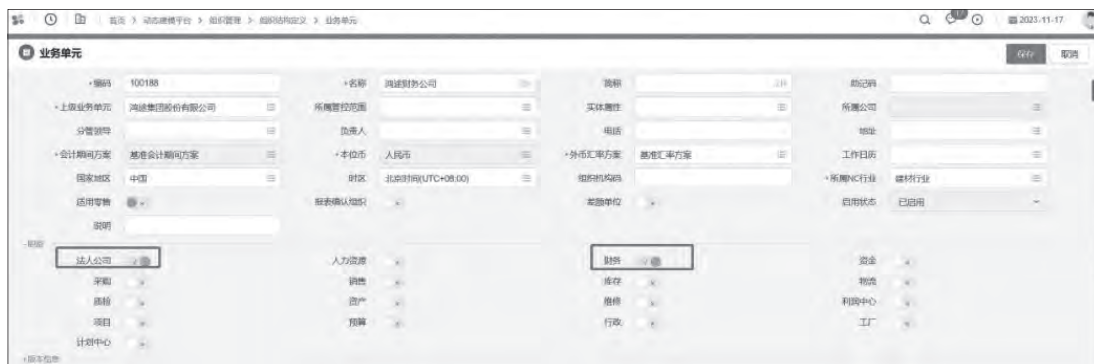 首页 > 动态建模平台 > 组织管理 > 组织结构定义 > 业务单元 2023-11-17
业务单元 保存 取消
*编码 100188 *名称 鸿途财务公司 简称 助记码
*上级业务单元 鸿途集团股份有限公司 所属管控范围 实体属性 所属公司
分管领导 负责人 电话 地址
*会计期间方案 基准会计期间方案 *本位币 人民币 *外币汇率方案 基准汇率方案 工作日历
国家地区 中国 时区 北京时间(UTC+08:00) 组织机构码 *所属NC行业 建材行业
适用零售 报表确认组织 差额单位 启用状态 已启用
说明
职能
法人公司 人力资源 财务 资金
采购 销售 库存 物流
质检 资产 维修 利润中心
项目 预算 行政 工厂
计划中心
版本信息